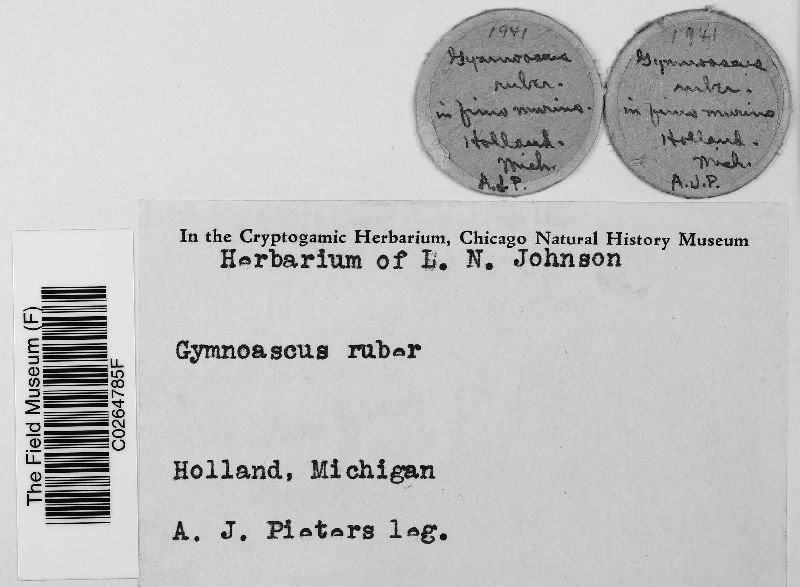 1941
Gymnoascus
ruber.
in fimo murino.
Holland.
Mich.
A.J.P.
1941
Gymnoascus
ruber.
in fimo murino
Holland.
Mich.
A.J.P.
In the Cryptogamic Herbarium, Chicago Natural History Museum
Herbarium of L. N. Johnson
Gymnoascus ruber
Holland, Michigan
A. J. Pieters leg.
The Field Museum (F)
C0264785F